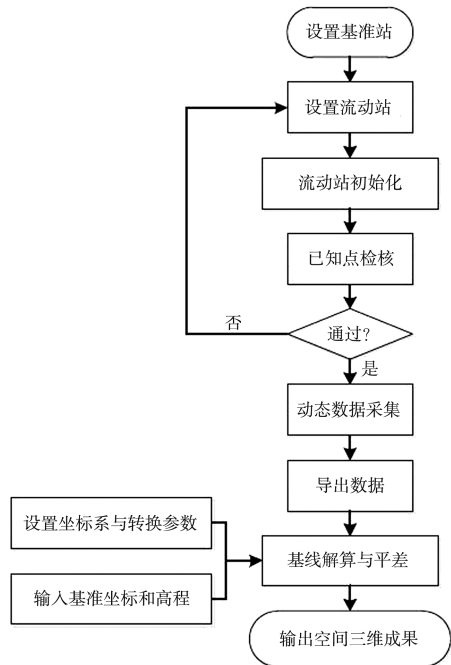 设置基准站
设置流动站
流动站初始化
已知点检核
否
通过?
是
动态数据采集
导出数据
设置坐标系与转换参数
基线解算与平差
输入基准坐标和高程
输出空间三维成果